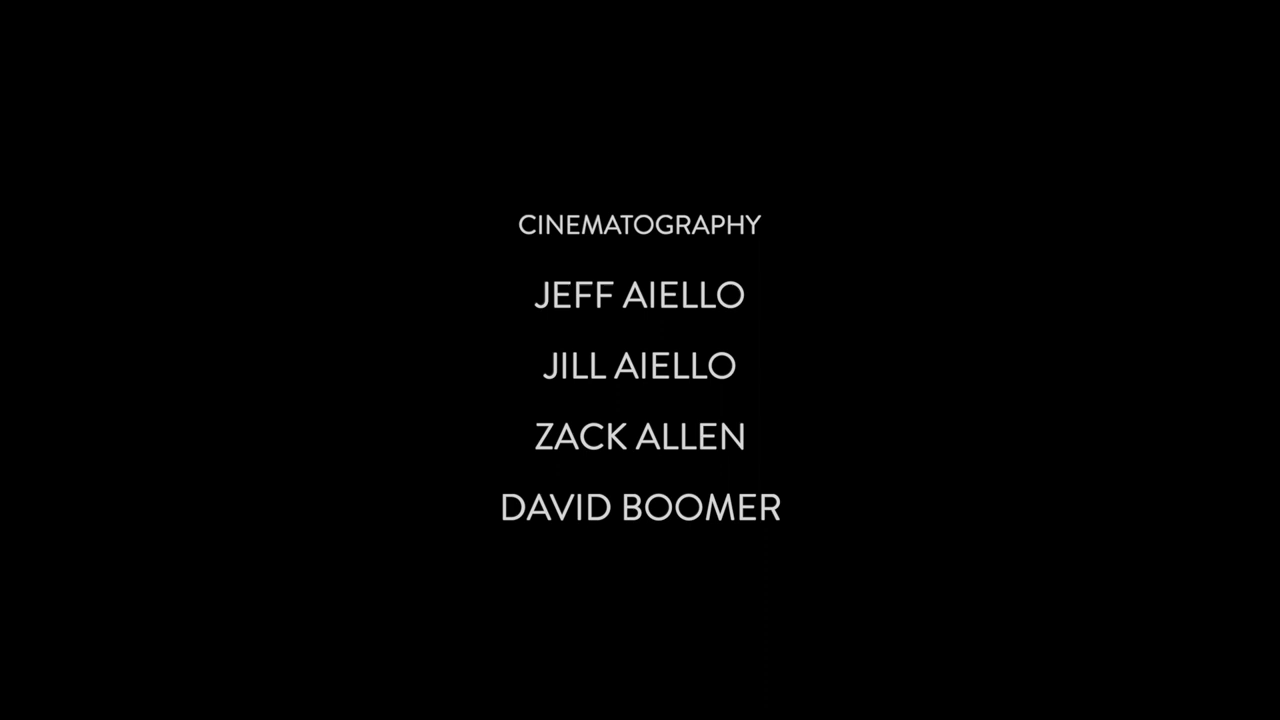 CINEMATOGRAPHY
JEFF AIELLO
JILL AIELLO
ZACK ALLEN
DAVID BOOMER